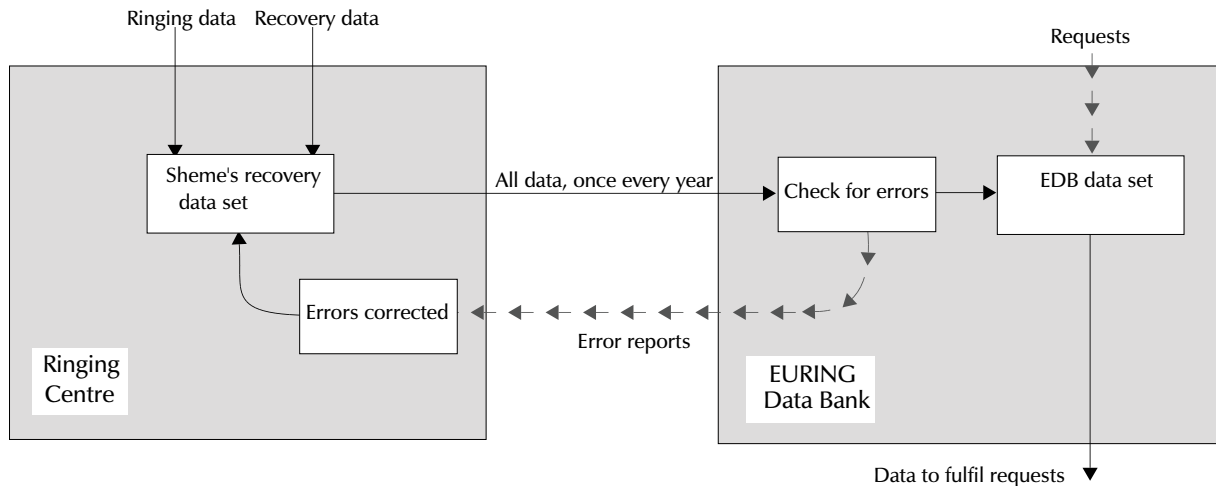 Ringing data
Recovery data
Requests
Sheme's recovery
data set
All data, once every year
Check for errors
EDB data set
Errors corrected
Error reports
Ringing
Centre
EURING
Data Bank
Data to fulfil requests